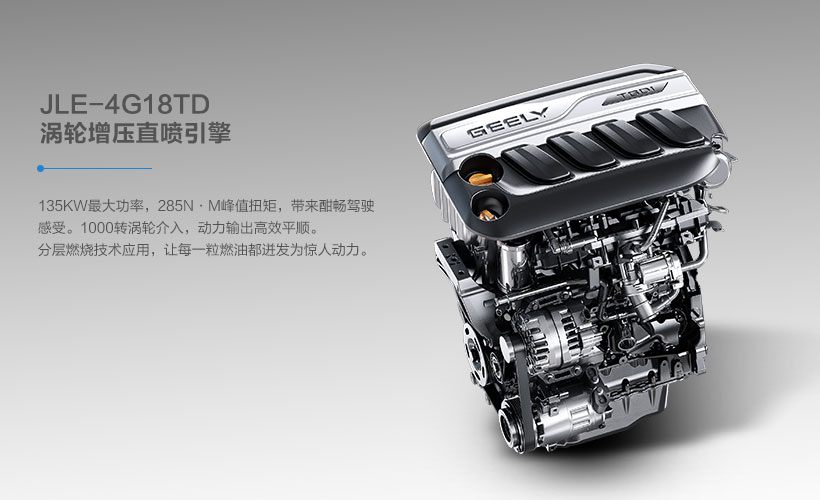 JLE-4G18TD
涡轮增压直喷引擎
135KW最大功率，285N·M峰值扭矩，带来酣畅驾驶
感受。1000转涡轮介入，动力输出高效平顺。
分层燃烧技术应用，让每一粒燃油都迸发为惊人动力。
GEELY
TGDI